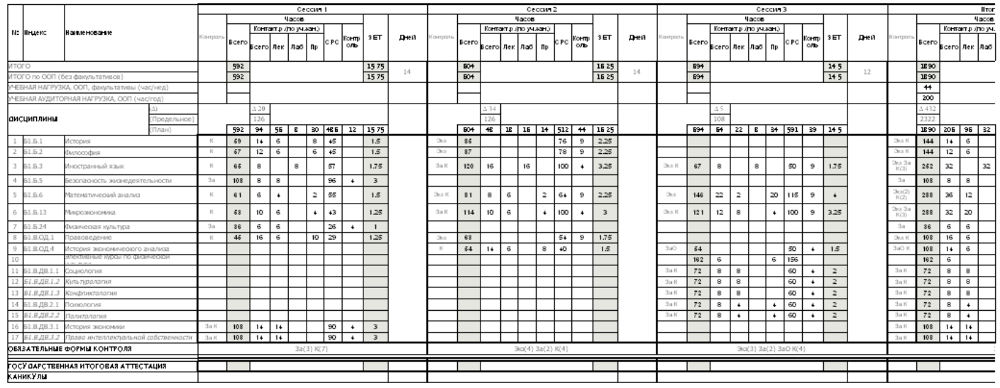 Сессия 1 Сессия 2 Сессия 3 Итог
Часов Часов Часов Часов
№ Индекс Наименование Контроль Всего Контакт.р.(по уч.зан.) СРС Контроль ЗЕТ Дней Контроль Всего Контакт.р.(по уч.зан.) СРС Контроль ЗЕТ Дней Контроль Всего Контакт.р.(по уч.зан.) СРС Контроль ЗЕТ Дней Контроль Всего Контакт.р.(по уч.
Всего Лек Лаб Пр Всего Лек Лаб Пр Всего Лек Лаб Пр Всего Лек Лаб
ИТОГО 592 15.75 14 604 16.25 14 694 14.5 12 1890
ИТОГО по ООП (без факультативов) 592 15.75 604 16.25 694 14.5 1890
УЧЕБНАЯ НАГРУЗКА, ООП, факультативы (час/нед) 44
УЧЕБНАЯ АУДИТОРНАЯ НАГРУЗКА, ООП (час/год) 200
ДИСЦИПЛИНЫ (Δ) Δ 20 Δ 34 Δ 5 Δ 432
(Предельное) 126 126 108 2322
(План) 592 94 56 8 30 486 12 15.75 604 48 18 16 14 512 44 16.25 694 64 22 8 34 591 39 14.5 1890 206 96 32
1 Б1.Б.1 История К 59 14 6 8 45 1.5 Экз 85 76 9 2.25 Экз К 144 14 6
2 Б1.Б.2 Философия К 57 12 6 6 45 1.5 Экз 87 78 9 2.25 Экз К 144 12 6
3 Б1.Б.3 Иностранный язык К 65 8 8 57 1.75 За К 120 16 16 100 4 3.25 Экз К 67 8 8 50 9 1.75 Экз За К(3) 252 32 32
4 Б1.Б.5 Безопасность жизнедеятельности За 108 8 8 96 4 3 За 108 8 8
5 Б1.Б.6 Математический анализ К 61 6 4 2 55 1.5 Экз К 81 8 6 2 64 9 2.25 Экз 146 22 2 20 115 9 4 Экз(2) К(2) 288 36 12
6 Б1.Б.13 Микроэкономика К 53 10 6 4 43 1.25 За К 114 10 6 4 100 4 3 Экз К 121 12 8 4 100 9 3.25 Экз За К(3) 288 32 20
7 Б1.Б.24 Физическая культура За 36 6 6 26 4 1 За 36 6 6
8 Б1.В.ОД.1 Правоведение К 45 16 6 10 29 1.25 Экз 63 54 9 1.75 Экз К 108 16 6
9 Б1.В.ОД.4 История экономического анализа К 54 14 6 8 40 1.5 ЗаО 54 50 4 1.5 ЗаО К 108 14 6
10 Элективные курсы по физической 162 6 6 156 162 6
11 Б1.В.ДВ.1.1 Социология За К 72 8 8 60 4 2 За К 72 8 8
12 Б1.В.ДВ.1.2 Культурология За К 72 8 8 60 4 2 За К 72 8 8
13 Б1.В.ДВ.1.3 Конфликтология За К 72 8 8 60 4 2 За К 72 8 8
14 Б1.В.ДВ.2.1 Психология За К 72 8 4 4 60 4 2 За К 72 8 4
15 Б1.В.ДВ.2.2 Политология За К 72 8 4 4 60 4 2 За К 72 8 4
16 Б1.В.ДВ.3.1 История экономики За К 108 14 14 90 4 3 За К 108 14 14
17 Б1.В.ДВ.3.2 Право интеллектуальной собственности За К 108 14 14 90 4 3 За К 108 14 14
ОБЯЗАТЕЛЬНЫЕ ФОРМЫ КОНТРОЛЯ За(3) К(7) Экз(4) За(2) К(4) Экз(3) За(2) ЗаО К(4)
ГОСУДАРСТВЕННАЯ ИТОГОВАЯ АТТЕСТАЦИЯ
КАНИКУЛЫ